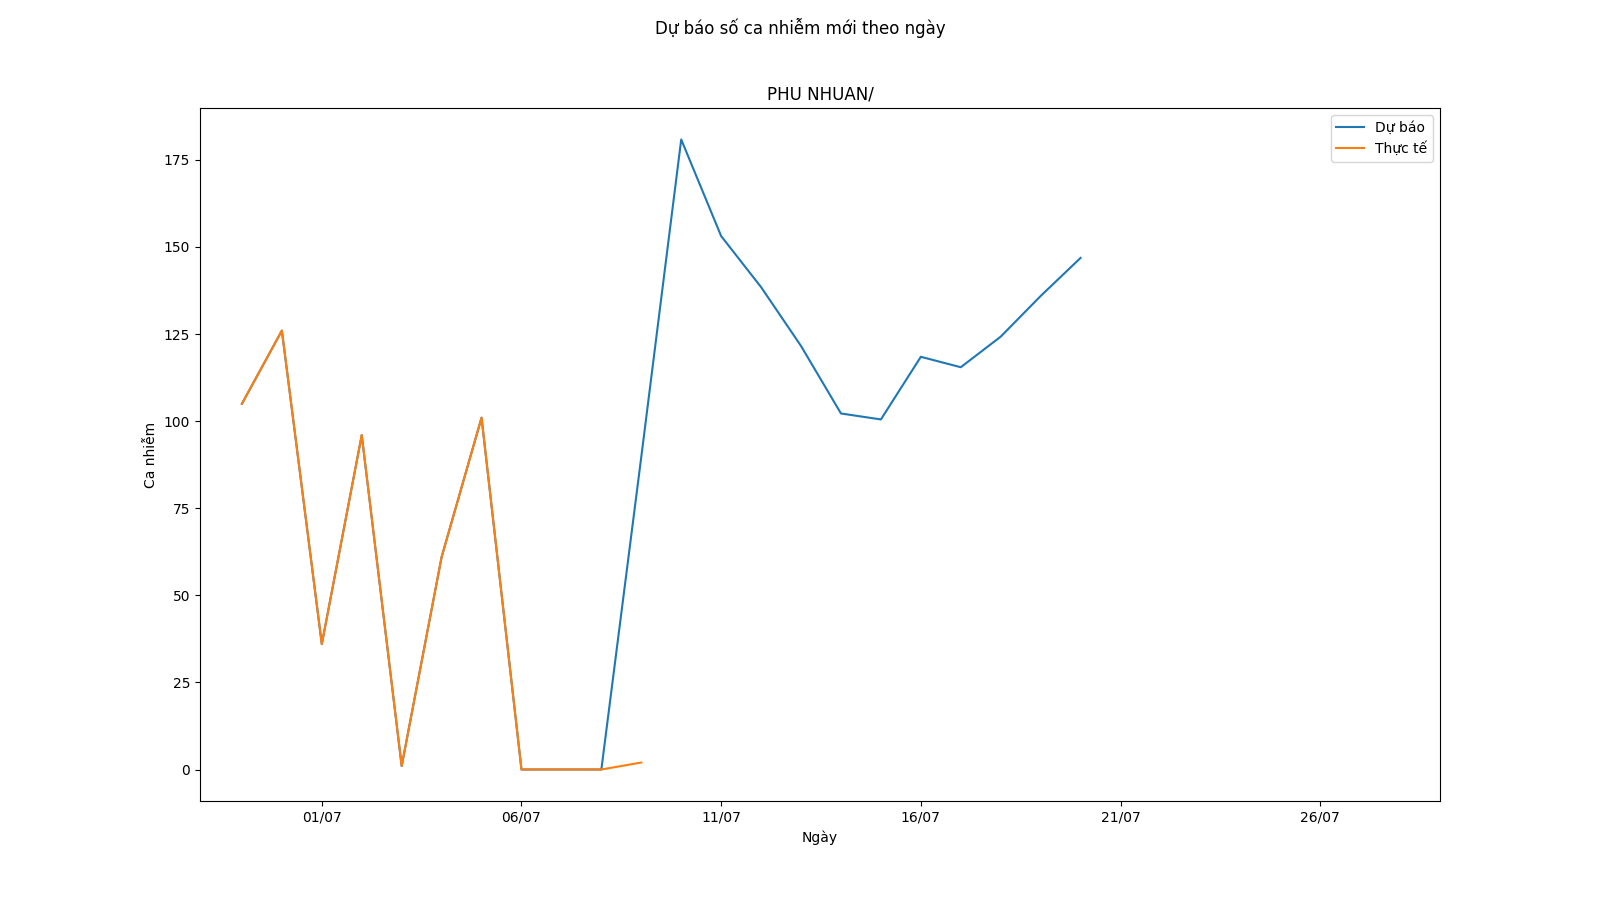 Dự báo số ca nhiễm mới theo ngày
PHU NHUAN/
Dự báo
Thực tế
175
150
125
100
75
50
25
0
Ca nhiễm
01/07
06/07
11/07
16/07
21/07
26/07
Ngày